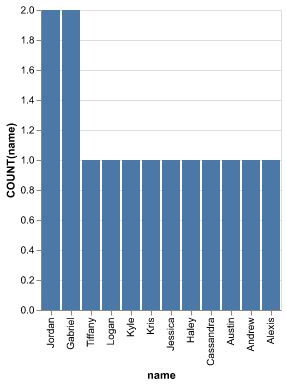 COUNT(name)
2.0
1.8
1.6
1.4
1.2
1.0
0.8
0.6
0.4
0.2
0.0
Jordan
Gabriel
Tiffany
Logan
Kyle
Kris
Jessica
Haley
Cassandra
Austin
Andrew
Alexis
name